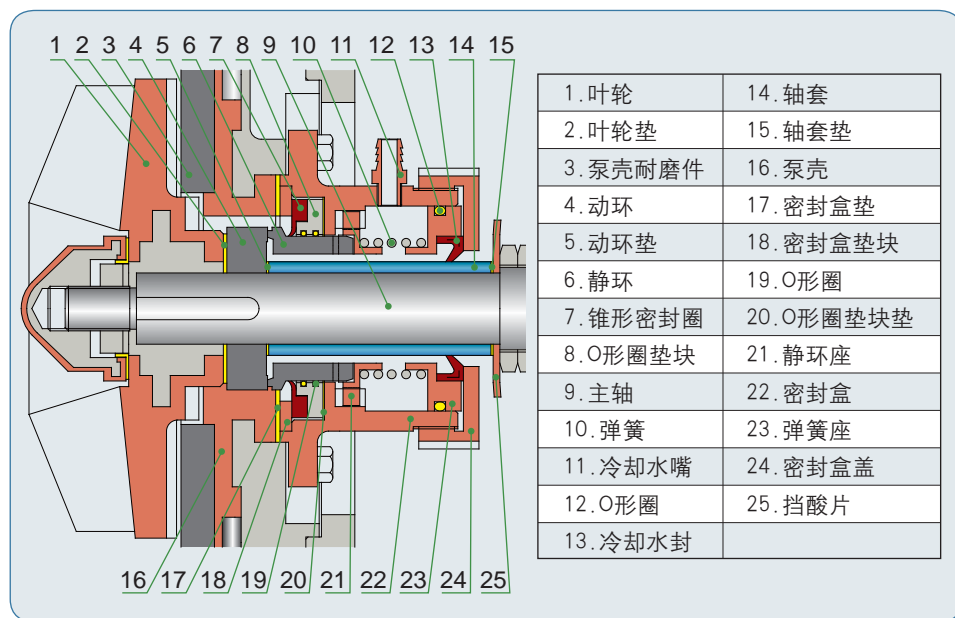 1 2 3 4 5 6 7 8 9 10 11 12 13 14 15
1.叶轮 14.轴套
2.叶轮垫 15.轴套垫
3.泵壳耐磨件 16.泵壳
4.动环 17.密封盒垫
5.动环垫 18.密封盒垫块
6.静环 19.O形圈
7.锥形密封圈 20.O形圈垫块垫
8.O形圈垫块 21.静环座
9.主轴 22.密封盒
10.弹簧 23.弹簧座
11.冷却水嘴 24.密封盒盖
12.O形圈 25.挡酸片
13.冷却水封
16 17 18 19 20 21 22 23 24 25